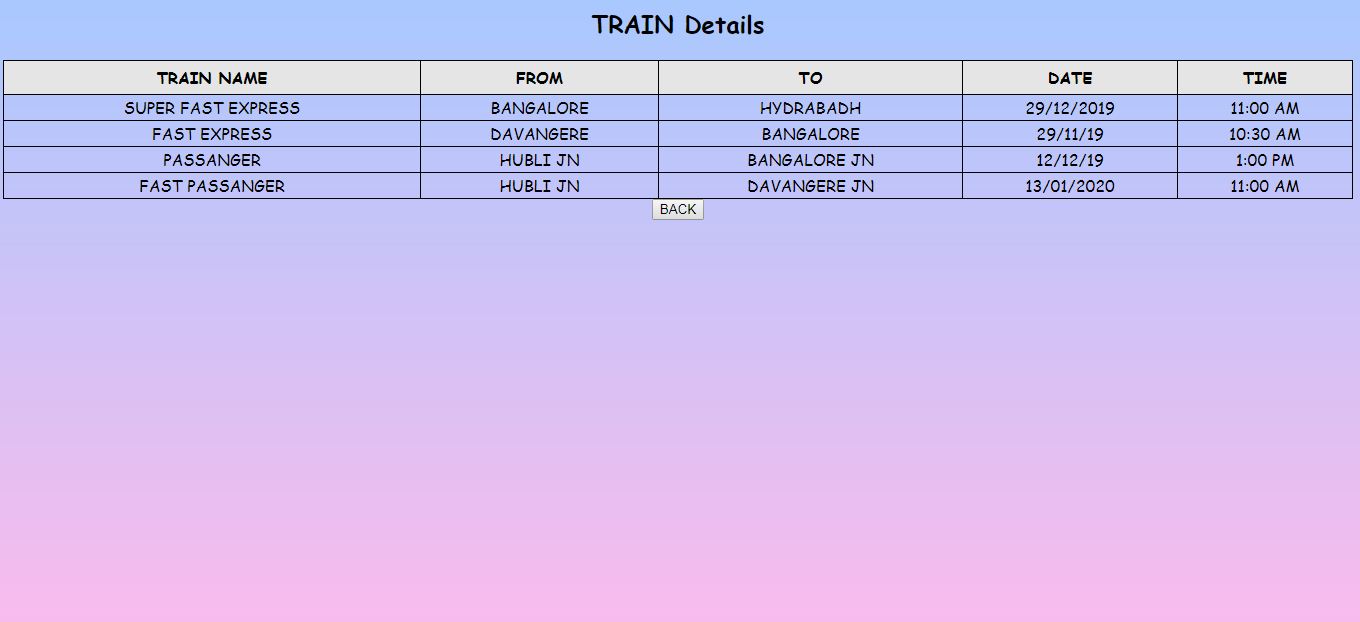 TRAIN Details
TRAIN NAME FROM TO DATE TIME
SUPER FAST EXPRESS BANGALORE HYDRABADH 29/12/2019 11:00 AM
FAST EXPRESS DAVANGERE BANGALORE 29/11/19 10:30 AM
PASSANGER HUBLI JN BANGALORE JN 12/12/19 1:00 PM
FAST PASSANGER HUBLI JN DAVANGERE JN 13/01/2020 11:00 AM
BACK